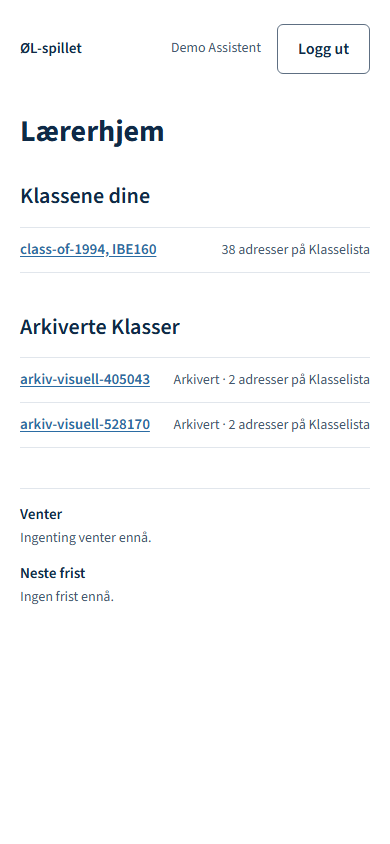 ØL-spillet
Demo Assistent
Logg ut
Lærerhjem
Klassene dine
class-of-1994, IBE160
38 adresser på Klasselista
Arkiverte Klasser
arkiv-visuell-405043
Arkivert · 2 adresser på Klasselista
arkiv-visuell-528170
Arkivert · 2 adresser på Klasselista
Venter
Ingenting venter ennå.
Neste frist
Ingen frist ennå.